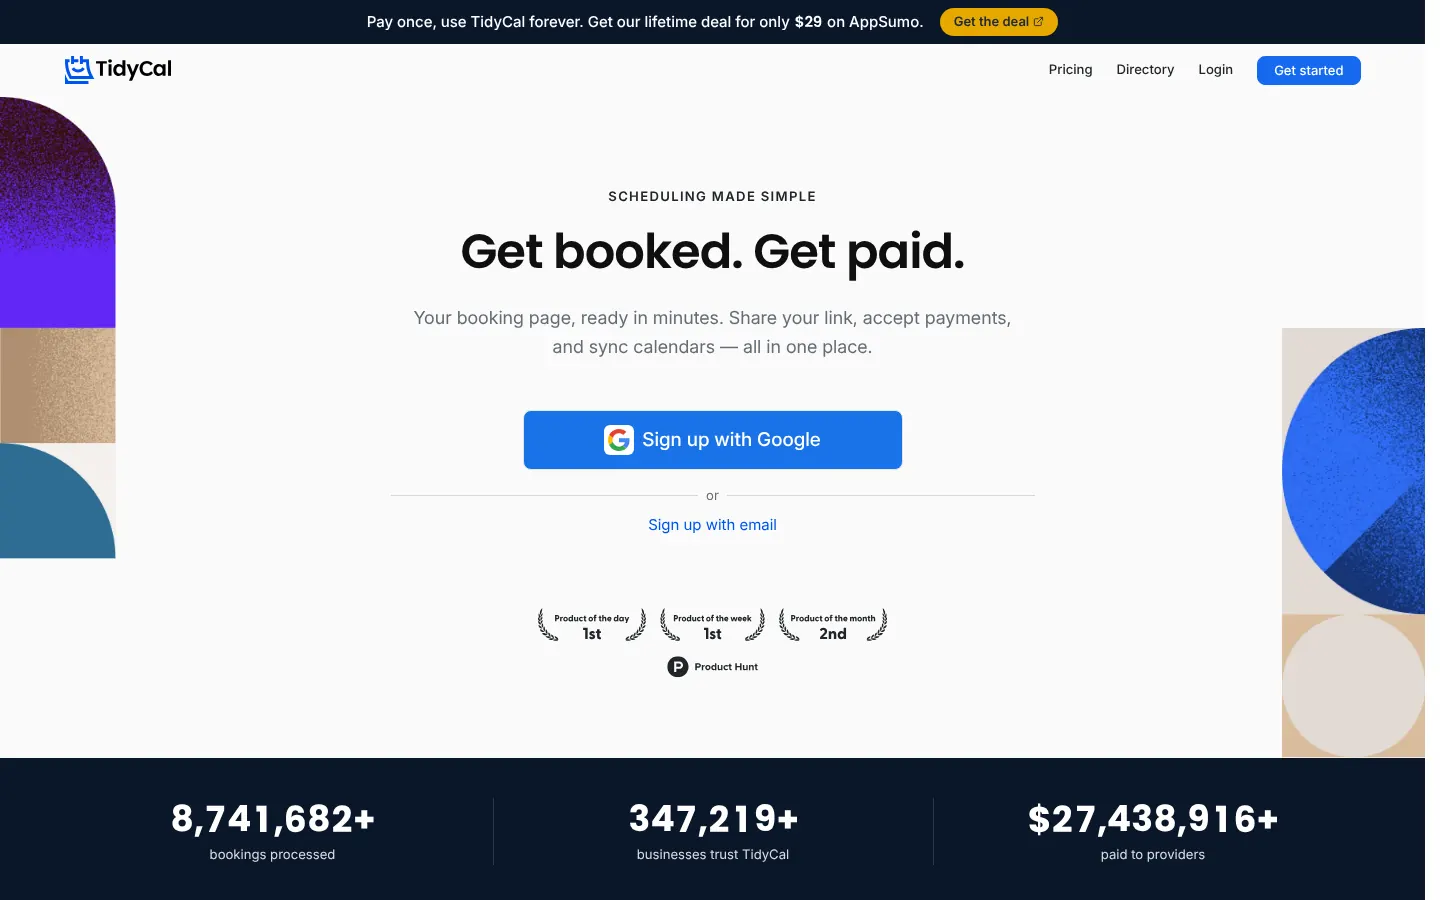 Pay once, use TidyCal forever. Get our lifetime deal for only $29 on AppSumo.
Get the deal
TidyCal
Pricing
Directory
Login
Get started
SCHEDULING MADE SIMPLE
Get booked. Get paid.
Your booking page, ready in minutes. Share your link, accept payments,
and sync calendars — all in one place.
Sign up with Google
or
Sign up with email
Product of the day
1st
Product of the week
1st
Product of the month
2nd
P Product Hunt
8,741,682+
bookings processed
347,219+
businesses trust TidyCal
$27,438,916+
paid to providers